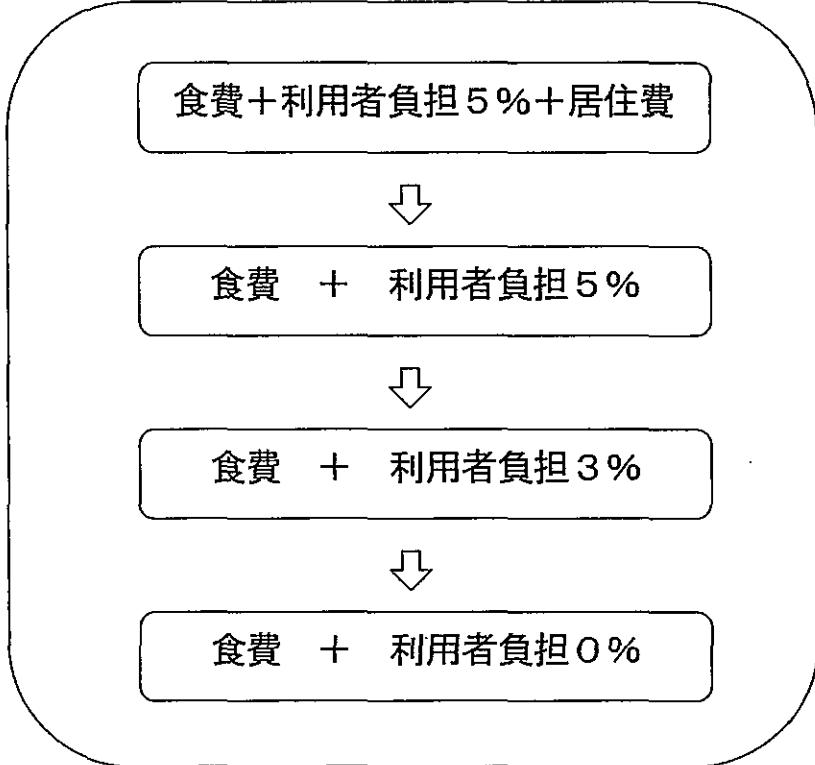 食費＋利用者負担５％＋居住費
食費　＋　利用者負担５％
食費　＋　利用者負担３％
食費　＋　利用者負担０％